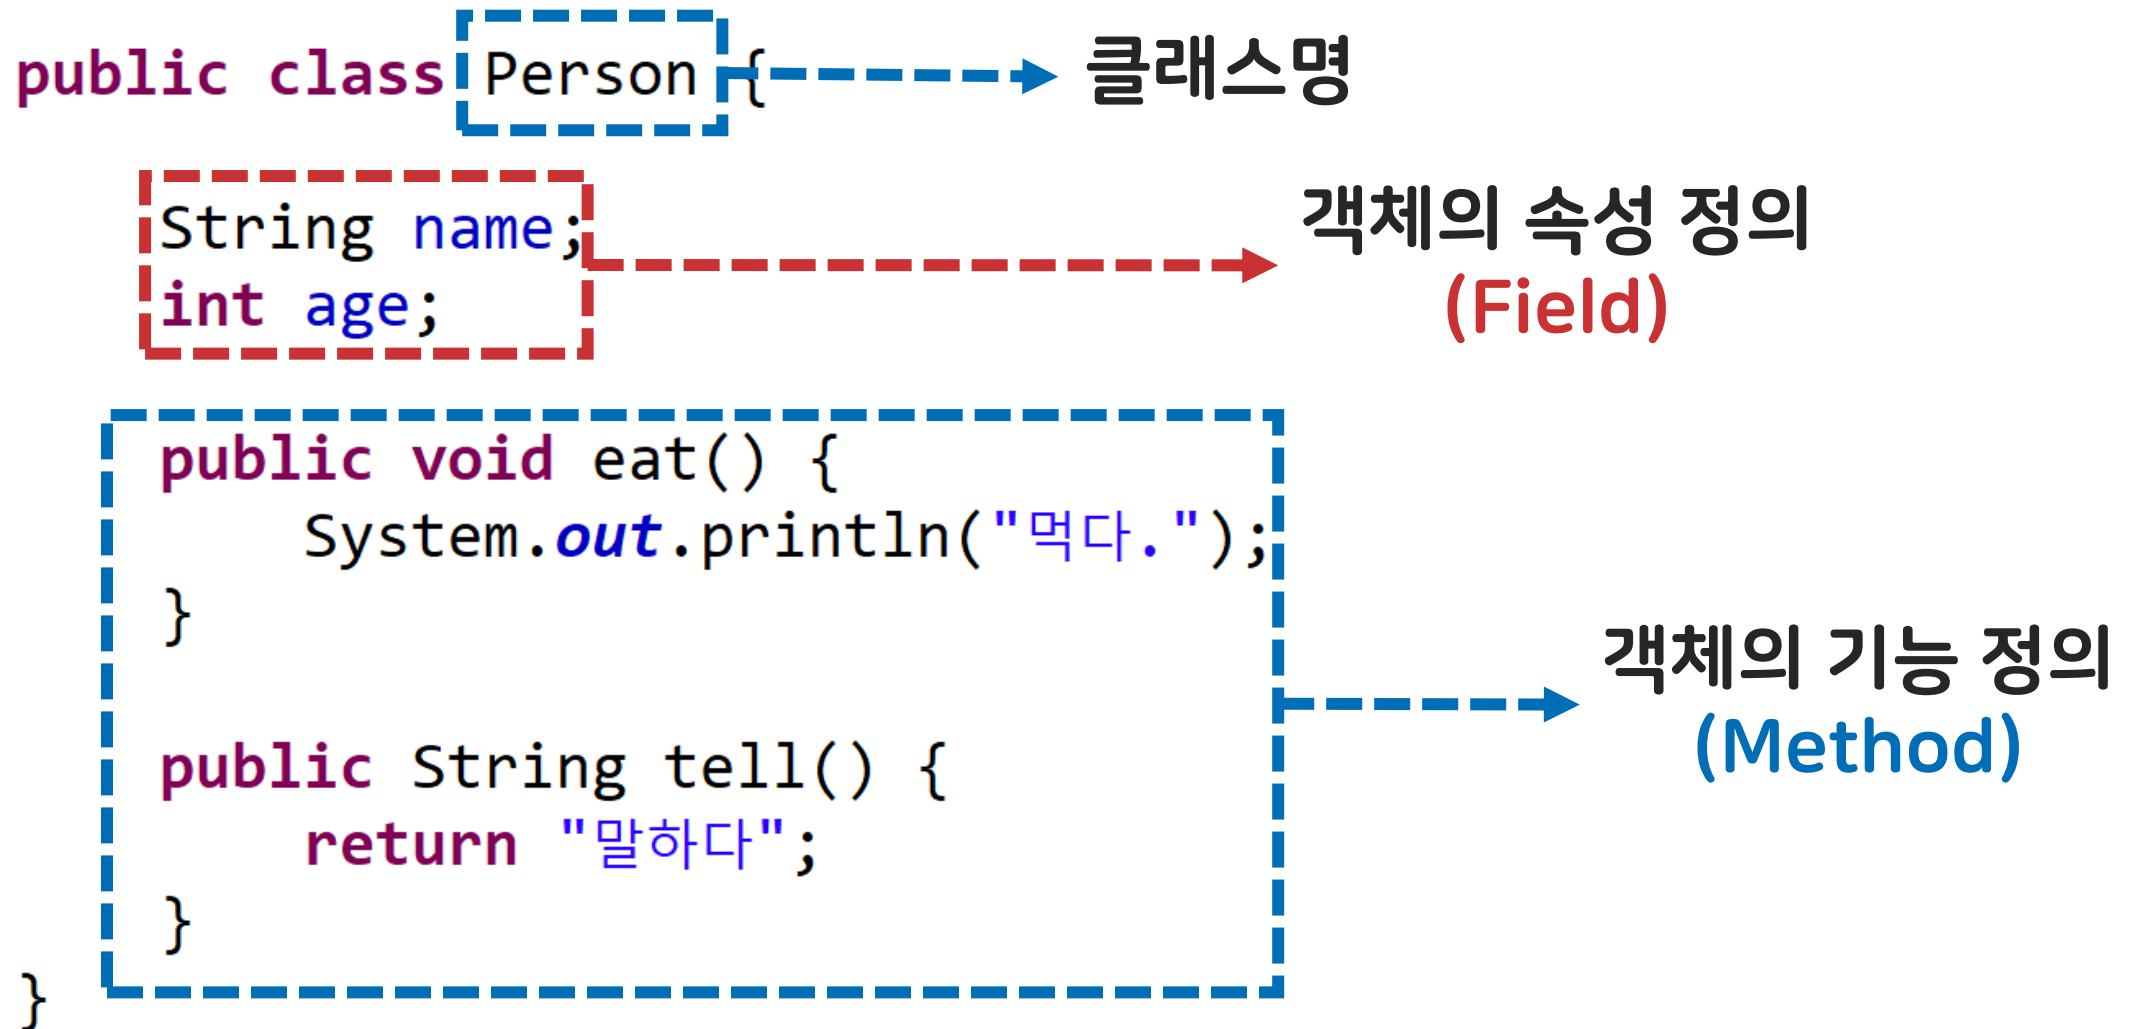 public class Person { 클래스명
String name;
int age;
객체의 속성 정의
(Field)
public void eat() {
System.out.println("먹다.");
}
public String tell() {
return "말하다";
}
객체의 기능 정의
(Method)
}